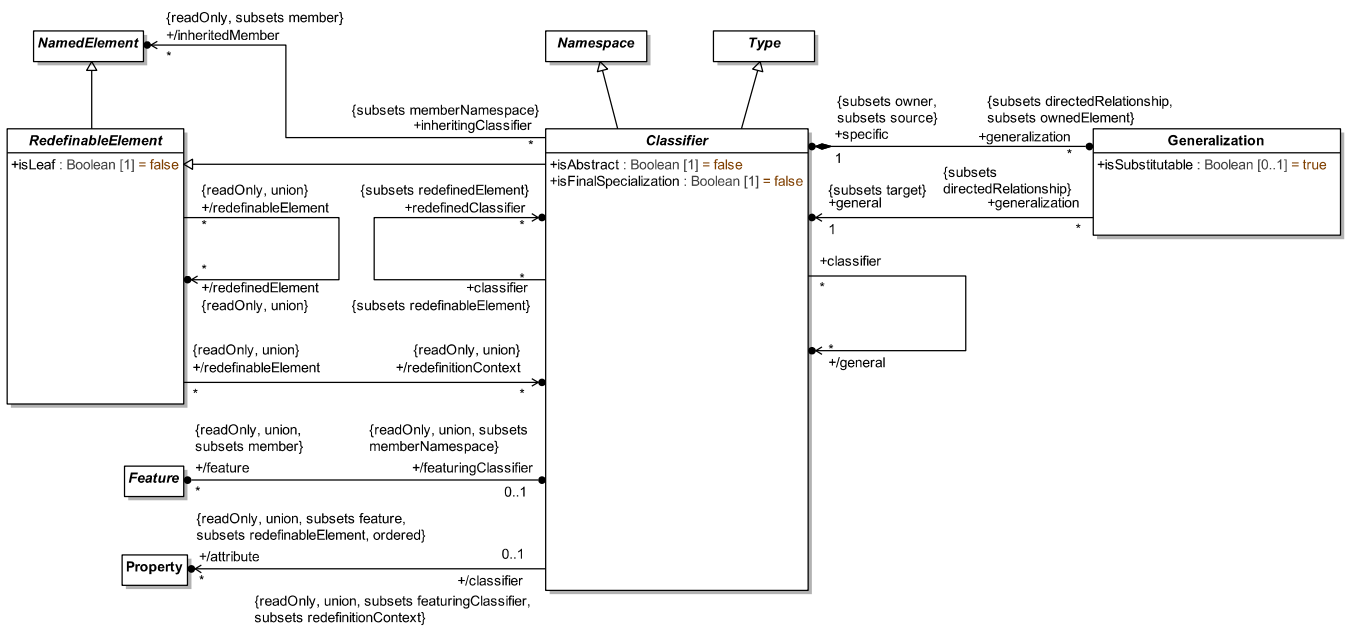 {readOnly, subsets member}
+/inheritedMember
*
NamedElement
Namespace
Type
{subsets memberNamespace}
+inheritingClassifier
*
{subsets owner,
subsets source}
+specific
1
{subsets directedRelationship,
subsets ownedElement}
+generalization
*
RedefinableElement
+isLeaf : Boolean [1] = false
Classifier
+isAbstract : Boolean [1] = false
+isFinalSpecialization : Boolean [1] = false
Generalization
+isSubstitutable : Boolean [0..1] = true
{readOnly, union}
+/redefinableElement
*
*
+/redefinedElement
{readOnly, union}
{subsets redefinedElement}
+redefinedClassifier
*
*
+classifier
{subsets redefinableElement}
{subsets target}
+general
1
{subsets
directedRelationship}
+generalization
*
+classifier
*
*
+/general
{readOnly, union}
+/redefinableElement
*
{readOnly, union}
+/redefinitionContext
*
{readOnly, union,
subsets member}
+/feature
*
{readOnly, union, subsets
memberNamespace}
+/featuringClassifier
0..1
Feature
{readOnly, union, subsets feature,
subsets redefinableElement, ordered}
+/attribute
*
0..1
+/classifier
Property
{readOnly, union, subsets featuringClassifier,
subsets redefinitionContext}